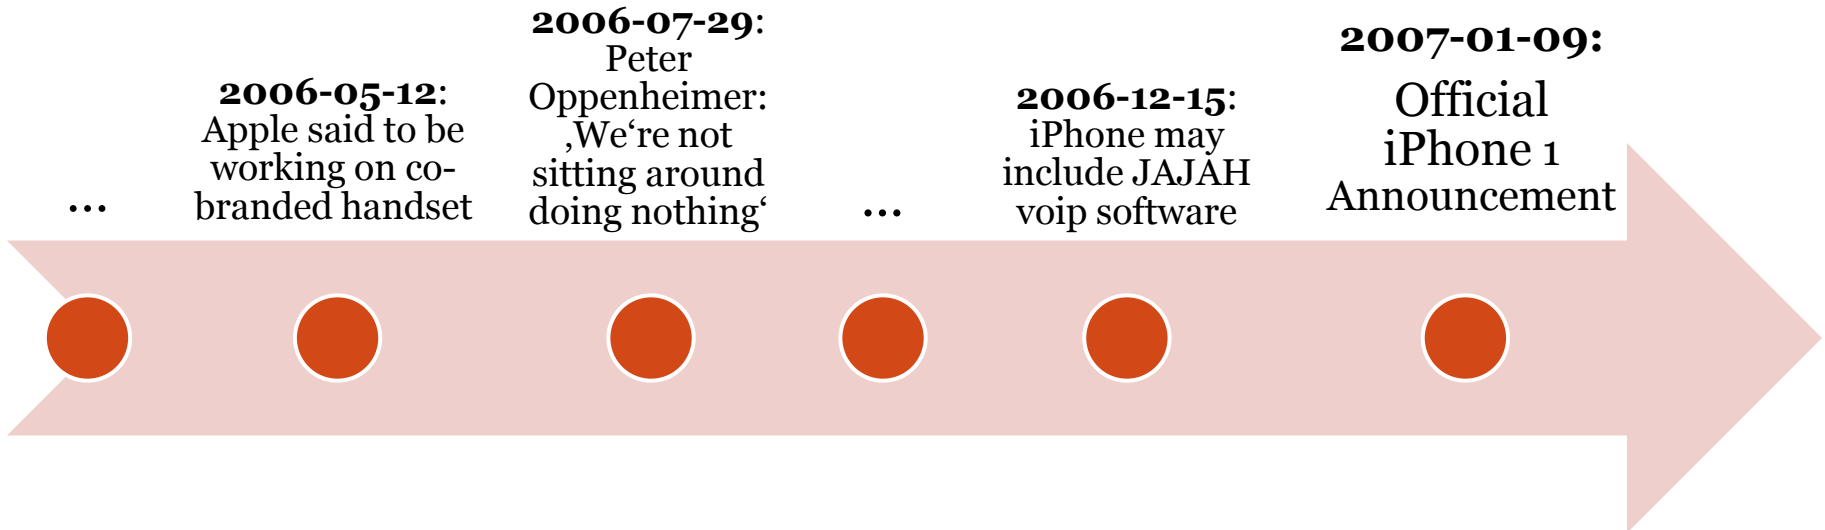 ...
2006-05-12:
Apple said to be
working on co-
branded handset
2006-07-29:
Peter
Oppenheimer:
‚We‘re not
sitting around
doing nothing‘
...
2006-12-15:
iPhone may
include JAJAH
voip software
2007-01-09:
Official
iPhone 1
Announcement